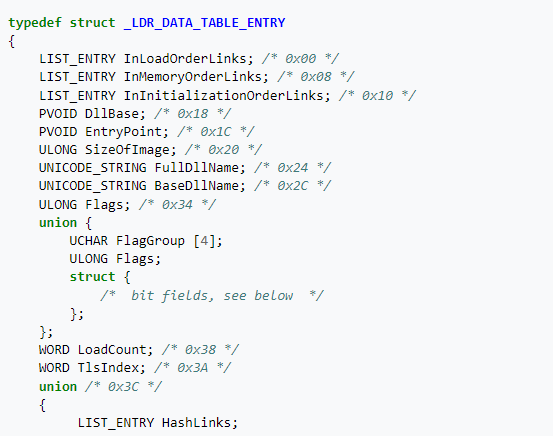 typedef struct _LDR_DATA_TABLE_ENTRY
{
LIST_ENTRY InLoadOrderLinks; /* 0x00 */
LIST_ENTRY InMemoryOrderLinks; /* 0x08 */
LIST_ENTRY InInitializationOrderLinks; /* 0x10 */
PVOID DllBase; /* 0x18 */
PVOID EntryPoint; /* 0x1C */
ULONG SizeOfImage; /* 0x20 */
UNICODE_STRING FullDllName; /* 0x24 */
UNICODE_STRING BaseDllName; /* 0x2C */
ULONG Flags; /* 0x34 */
union {
UCHAR FlagGroup [4];
ULONG Flags;
struct {
/* bit fields, see below */
};
};
WORD LoadCount; /* 0x38 */
WORD TlsIndex; /* 0x3A */
union /* 0x3C */
{
LIST_ENTRY HashLinks;